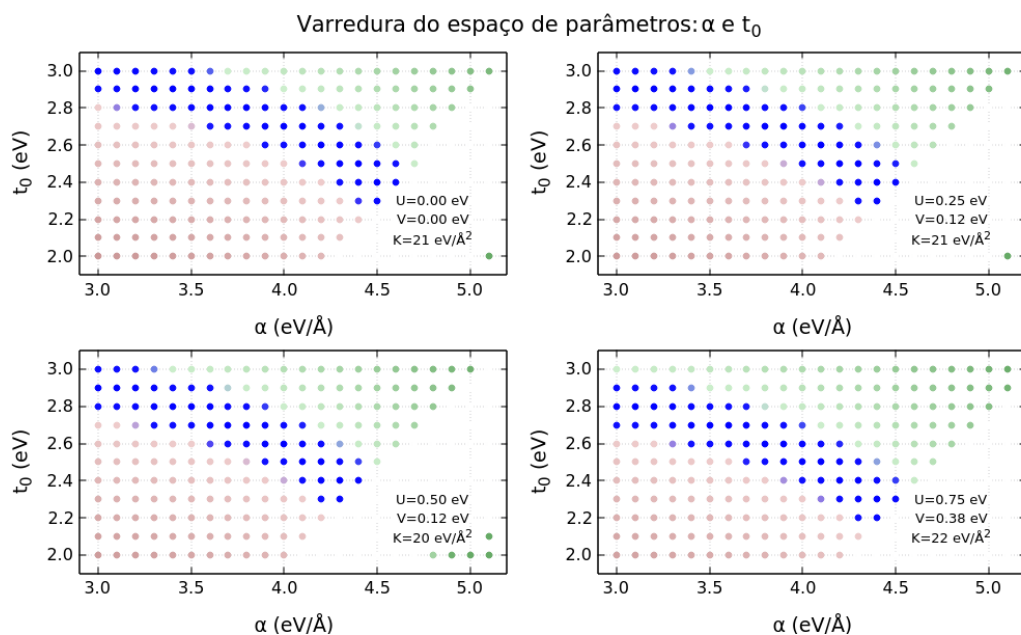 Varredura do espaço de parâmetros: α e t₀
3.0
2.8
2.6
2.4
2.2
2.0
t₀ (eV)
U=0.00 eV
V=0.00 eV
K=21 eV/Å²
3.0 3.5 4.0 4.5 5.0
α (eV/Å)
3.0
2.8
2.6
2.4
2.2
2.0
t₀ (eV)
U=0.25 eV
V=0.12 eV
K=21 eV/Å²
3.0 3.5 4.0 4.5 5.0
α (eV/Å)
3.0
2.8
2.6
2.4
2.2
2.0
t₀ (eV)
U=0.50 eV
V=0.12 eV
K=20 eV/Å²
3.0 3.5 4.0 4.5 5.0
α (eV/Å)
3.0
2.8
2.6
2.4
2.2
2.0
t₀ (eV)
U=0.75 eV
V=0.38 eV
K=22 eV/Å²
3.0 3.5 4.0 4.5 5.0
α (eV/Å)